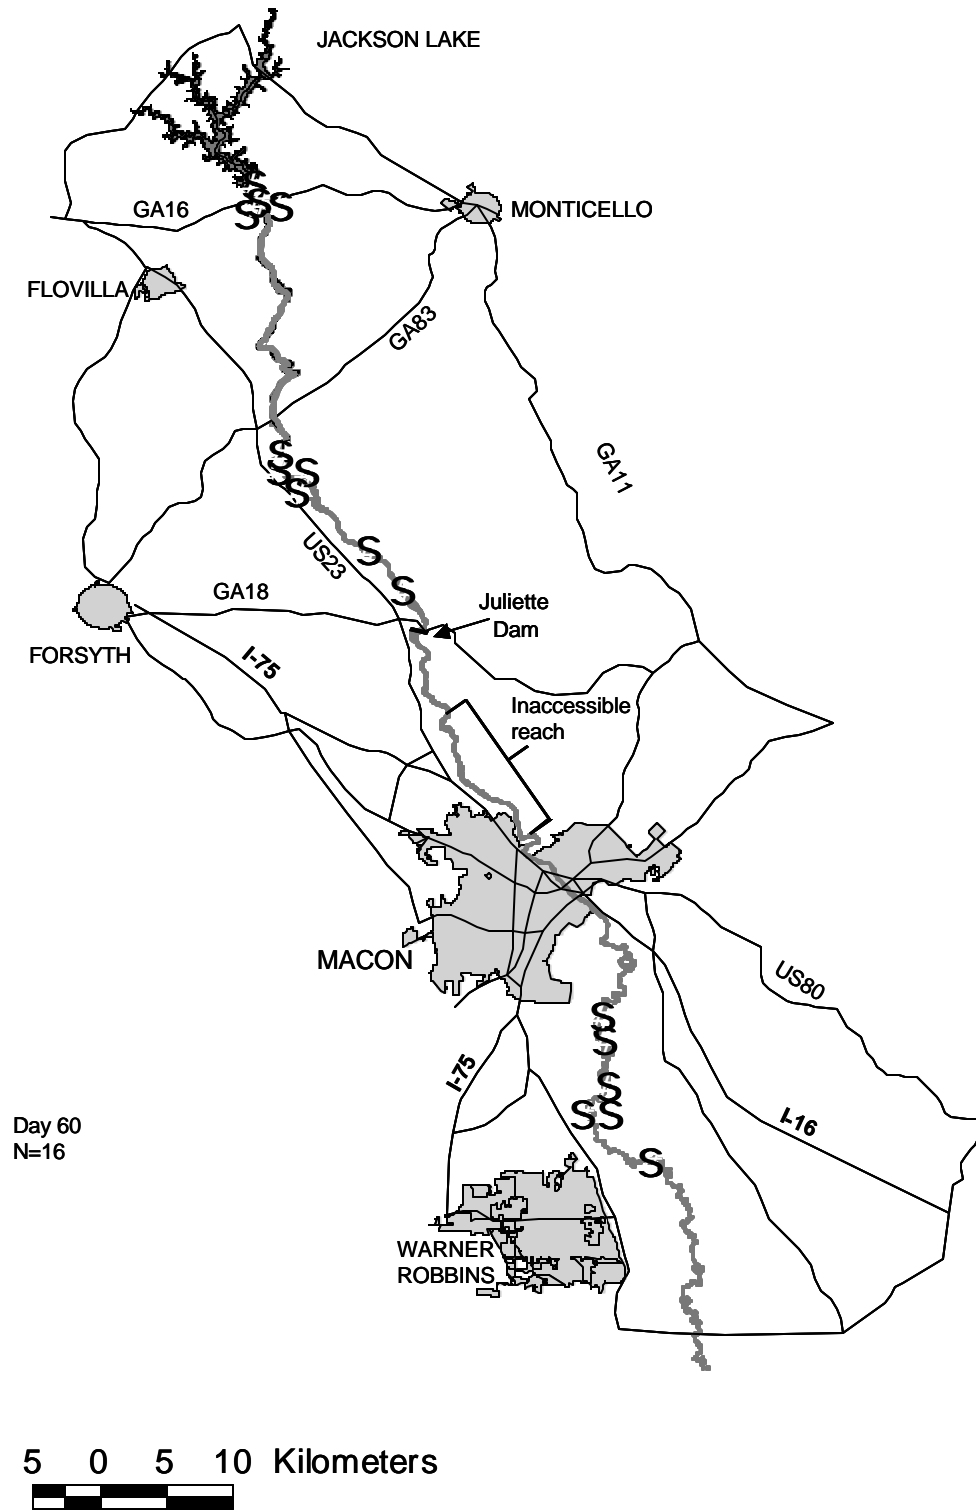 JACKSON LAKE
S
S S
S
GA16
MONTICELLO
FLOVILLA
GA83
S
S S
S
GA11
S
US23
S
GA18
Juliette
Dam
FORSYTH
I-75
Inaccessible
reach
MACON
US80
S
S
I-75
S
S S
I-16
Day 60
N=16
S
WARNER
ROBBINS
5 0 5 10 Kilometers